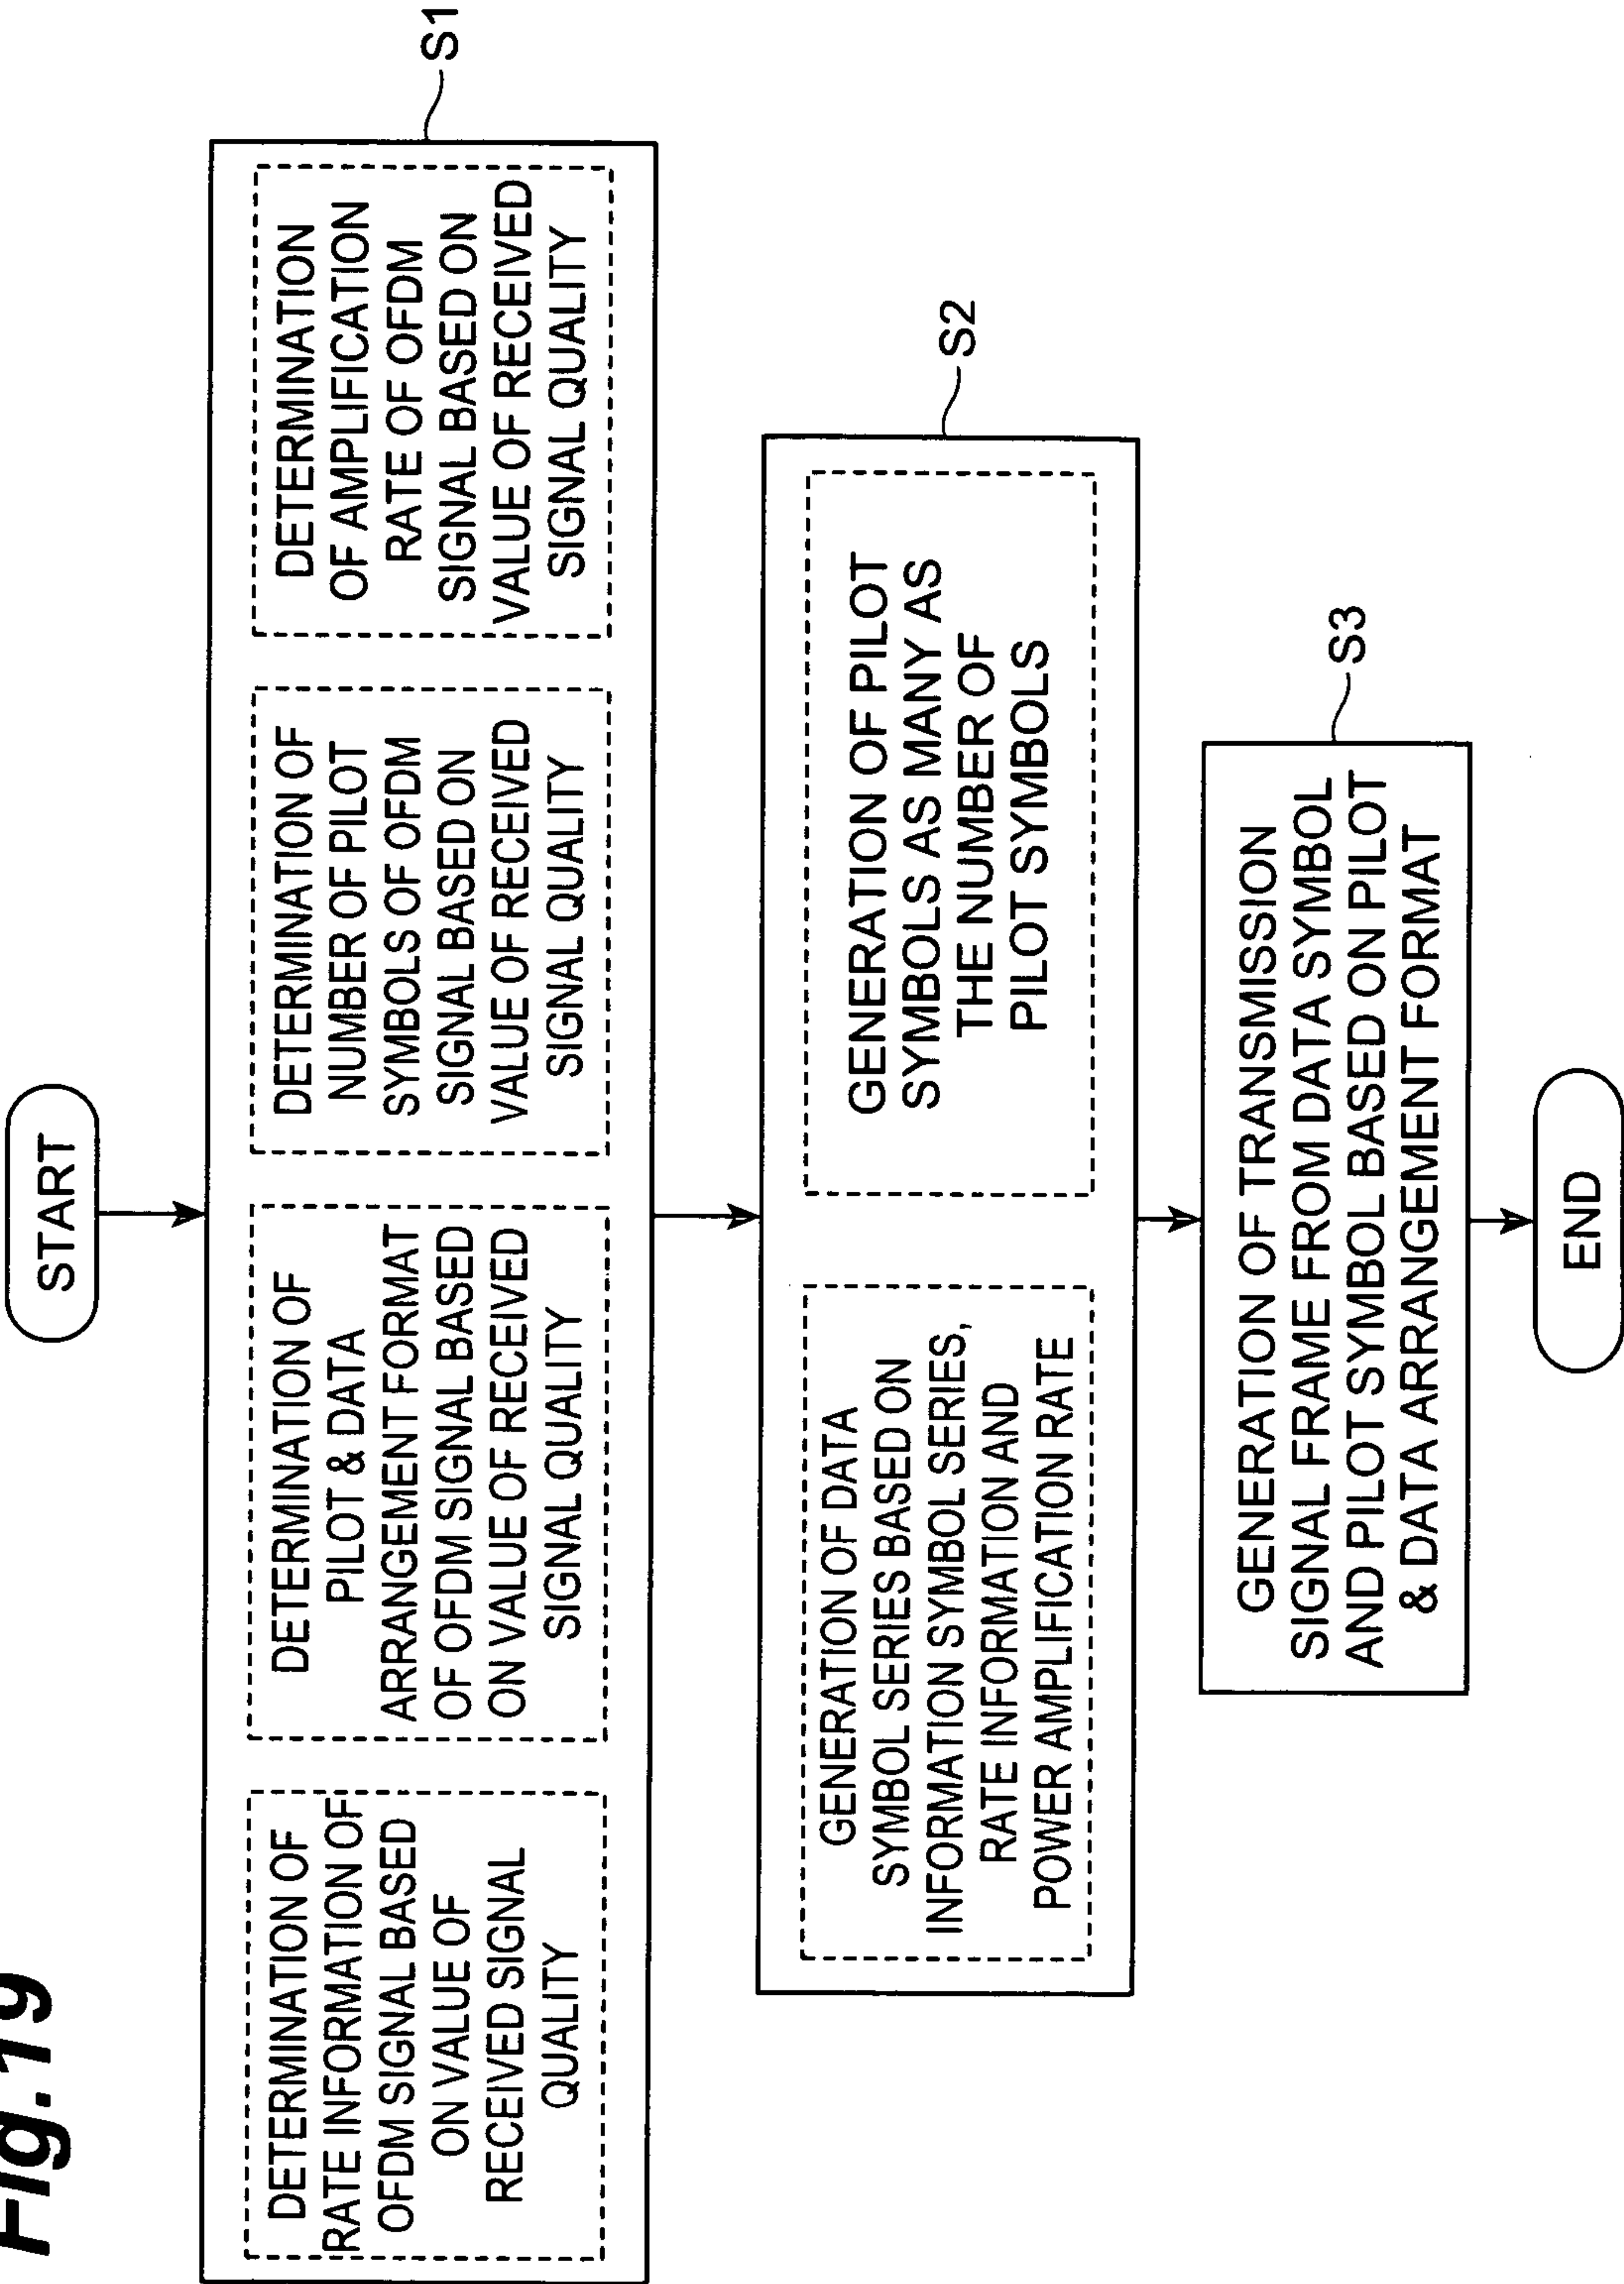 Fig.19
START
S1
DETERMINATION OF
RATE INFORMATION OF
OFDM SIGNAL BASED
ON VALUE OF
RECEIVED SIGNAL
QUALITY
DETERMINATION OF
PILOT & DATA
ARRANGEMENT FORMAT
OF OFDM SIGNAL BASED
ON VALUE OF RECEIVED
SIGNAL QUALITY
DETERMINATION OF
NUMBER OF PILOT
SYMBOLS OF OFDM
SIGNAL BASED ON
VALUE OF RECEIVED
SIGNAL QUALITY
DETERMINATION
OF AMPLIFICATION
RATE OF OFDM
SIGNAL BASED ON
VALUE OF RECEIVED
SIGNAL QUALITY
S2
GENERATION OF DATA
SYMBOL SERIES BASED ON
INFORMATION SYMBOL SERIES,
RATE INFORMATION AND
POWER AMPLIFICATION RATE
GENERATION OF PILOT
SYMBOLS AS MANY AS
THE NUMBER OF
PILOT SYMBOLS
S3
GENERATION OF TRANSMISSION
SIGNAL FRAME FROM DATA SYMBOL
AND PILOT SYMBOL BASED ON PILOT
& DATA ARRANGEMENT FORMAT
END